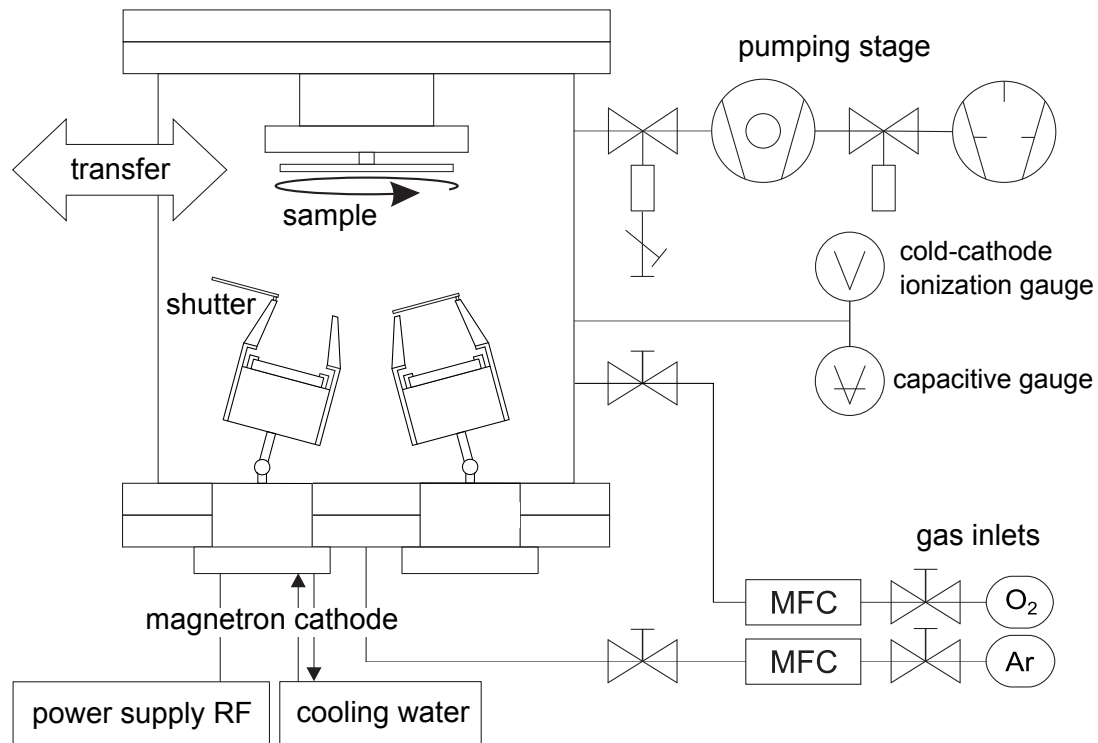 pumping stage
transfer
sample
cold-cathode
ionization gauge
shutter
capacitive gauge
gas inlets
MFC
O₂
magnetron cathode
MFC
Ar
power supply RF
cooling water